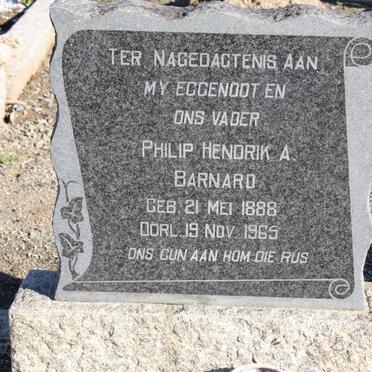 TER NAGEDAGTENIS AAN
MY EGGENOOT EN
ONS VADER
PHILIP HENDRIK A.
BARNARD
GEB. 21 MEI 1888
OORL. 19 NOV. 1965
ONS GUN AAN HOM DIE RUS